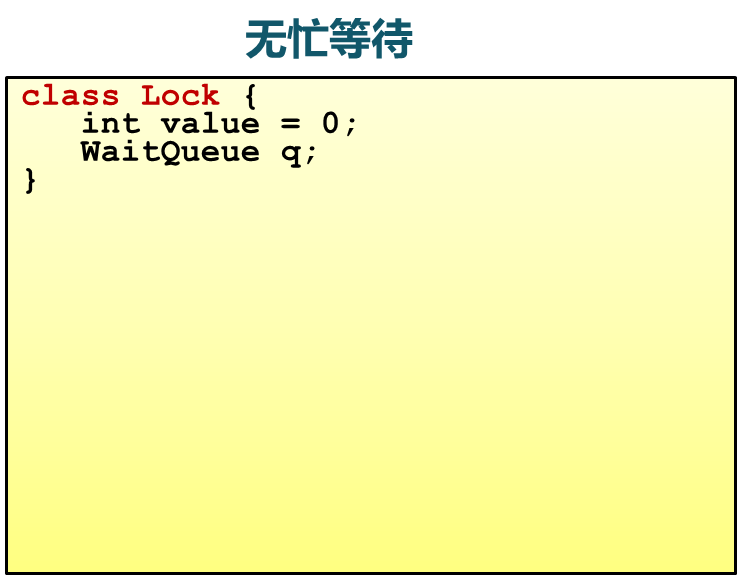 无忙等待
class Lock {
   int value = 0;
   WaitQueue q;
}